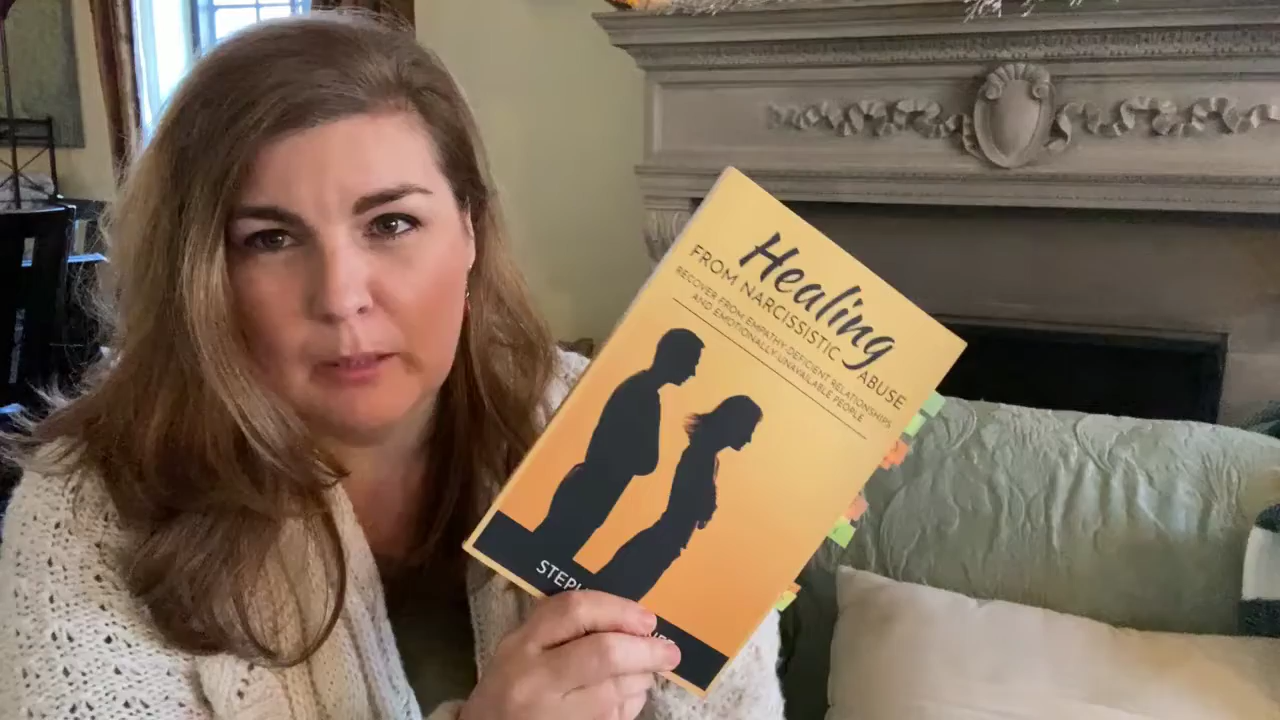 Healing
FROM NARCISSISTIC ABUSE
RECOVER FROM EMPATHY-DEFICIENT RELATIONSHIPS
AND EMOTIONALLY-UNAVAILABLE PEOPLE